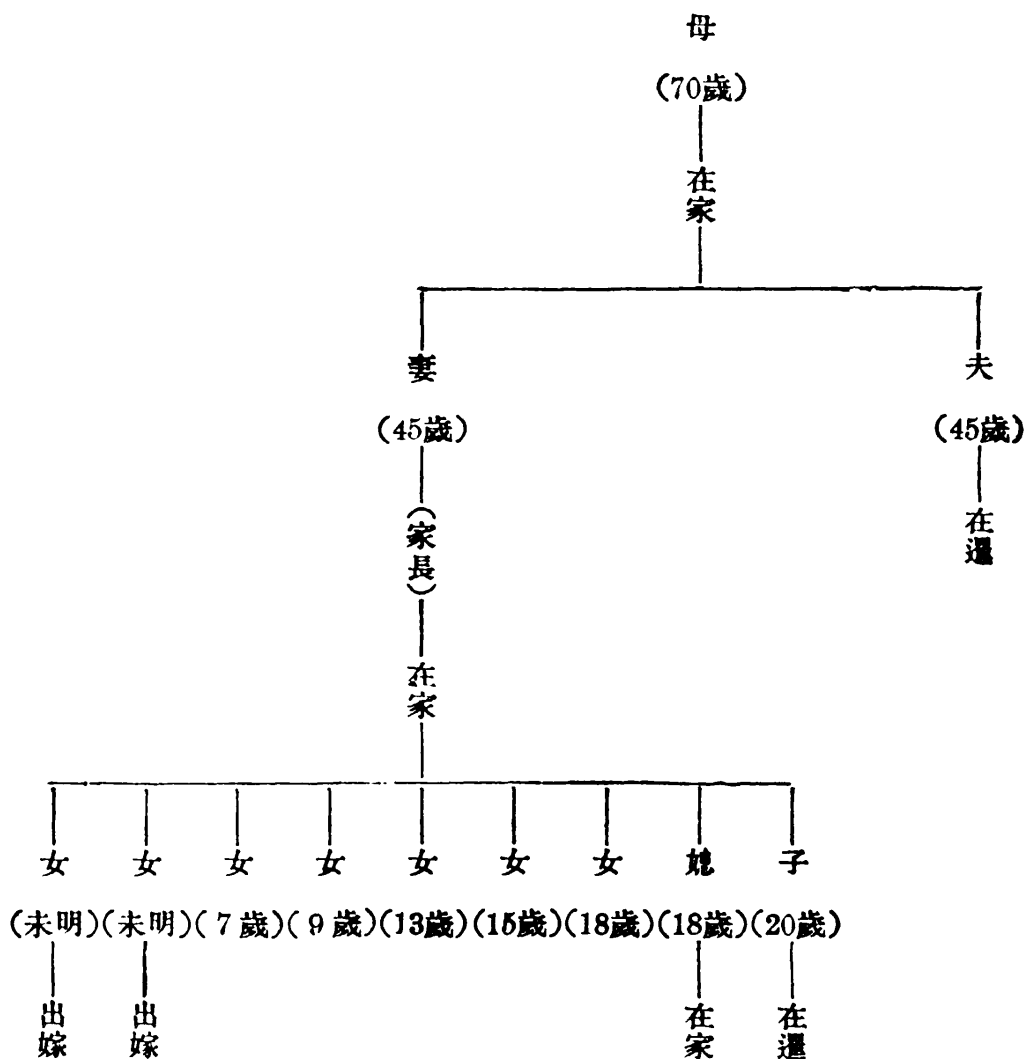 母
(70歲)
在家
妻 夫
(45歲) (45歲)
(家長) 在暹
在家
女 女 女 女 女 女 女 媳 子
(未明) (未明) (7歲) (9歲) (13歲) (15歲) (18歲) (18歲) (20歲)
出嫁 出嫁 在家 在暹